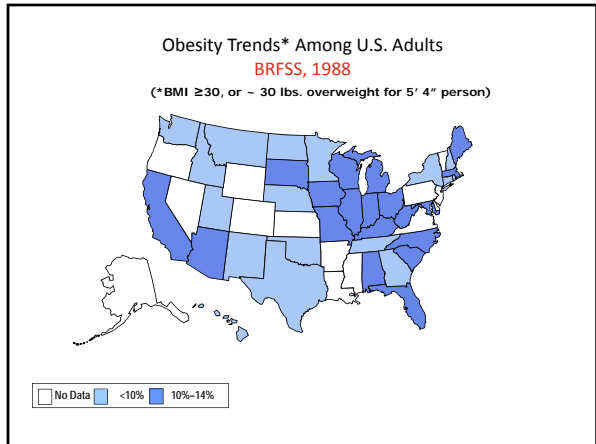 Obesity Trends* Among U.S. Adults
BRFSS, 1988
(*BMI ≥30, or ~ 30 lbs. overweight for 5' 4" person)
No Data <10% 10%–14%